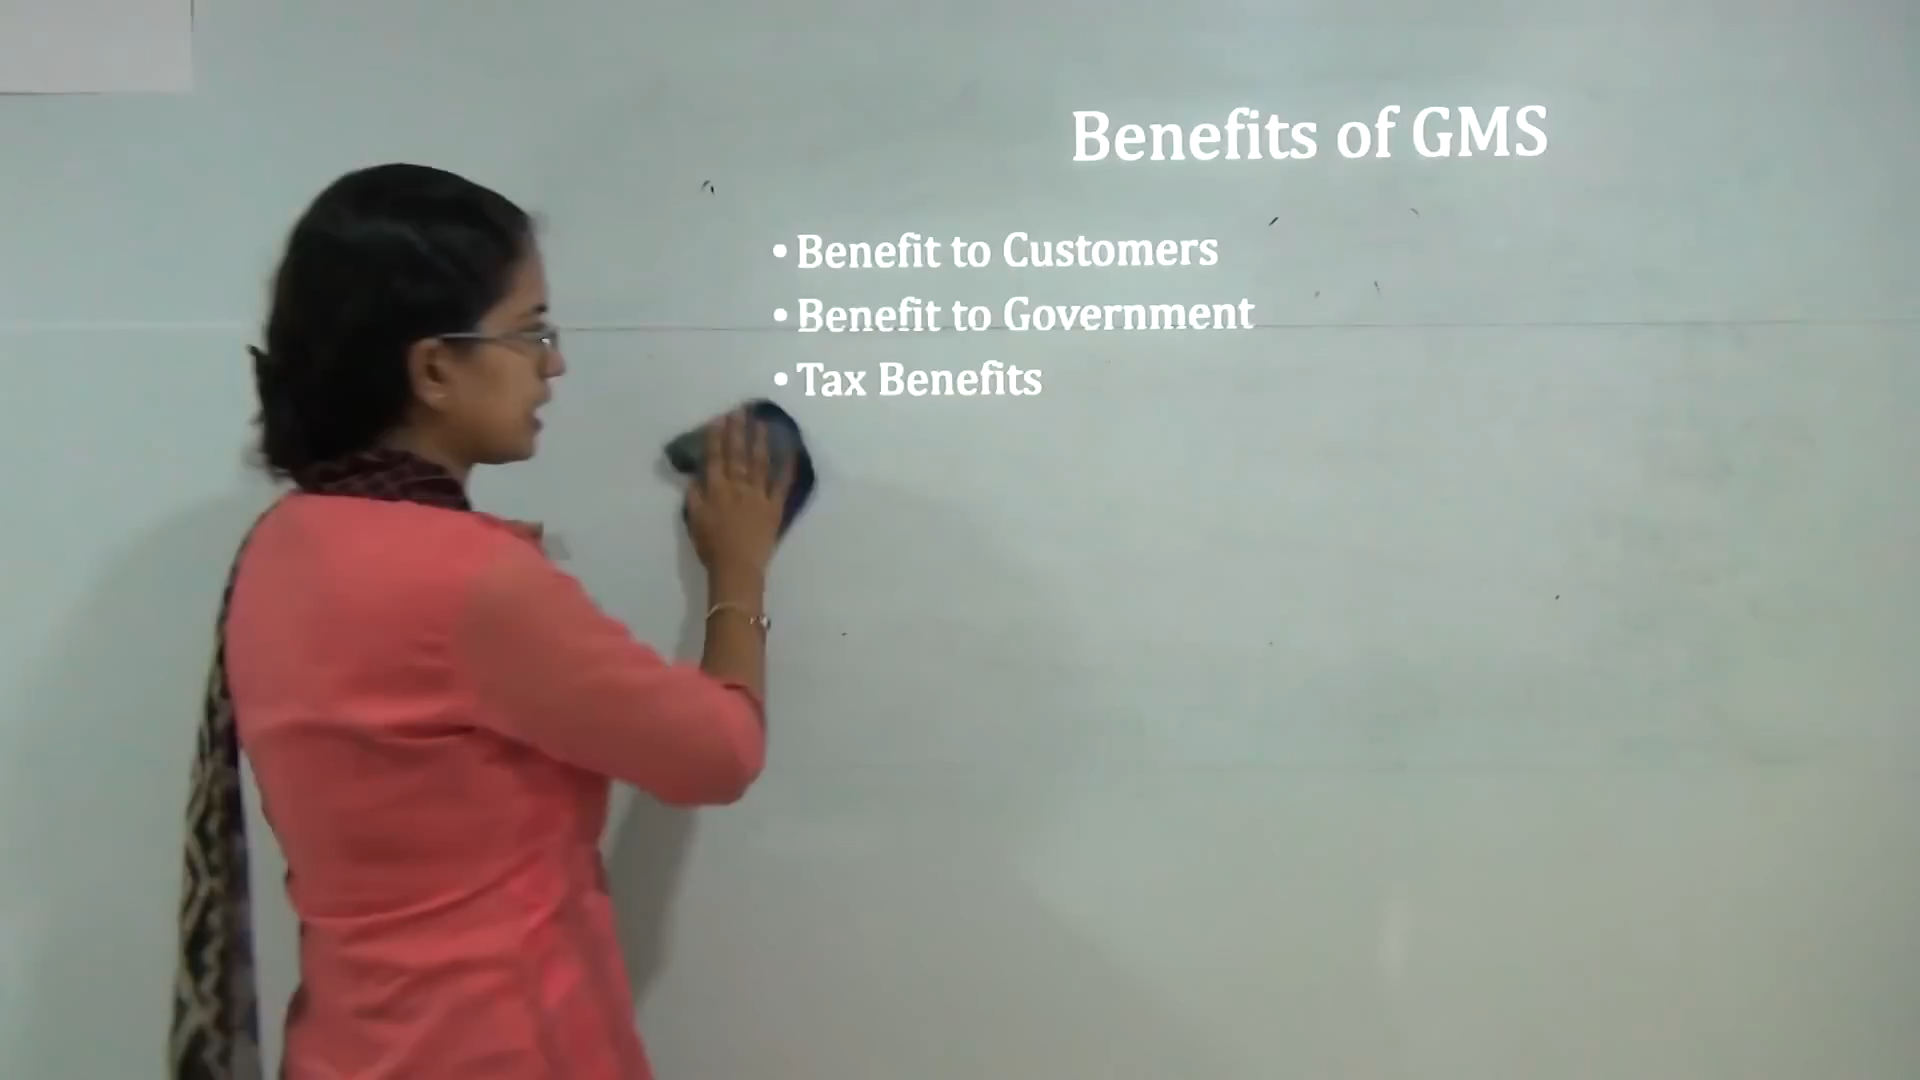 Benefits of GMS
• Benefit to Customers
• Benefit to Government
• Tax Benefits